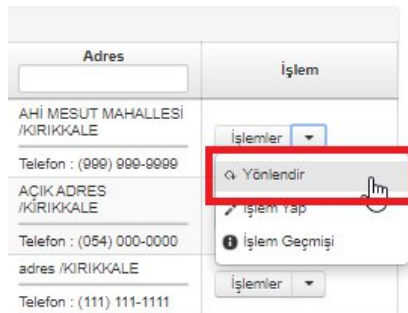 Adres
İşlem
AHİ MESUT MAHALLESİ
/KIRIKKALE
İşlemler
Telefon : (999) 999-9999
Yönlendir
AÇIK ADRES
/KIRIKKALE
İşlem Yap
Telefon : (054) 000-0000
İşlem Geçmişi
adres /KIRIKKALE
İşlemler
Telefon : (111) 111-1111